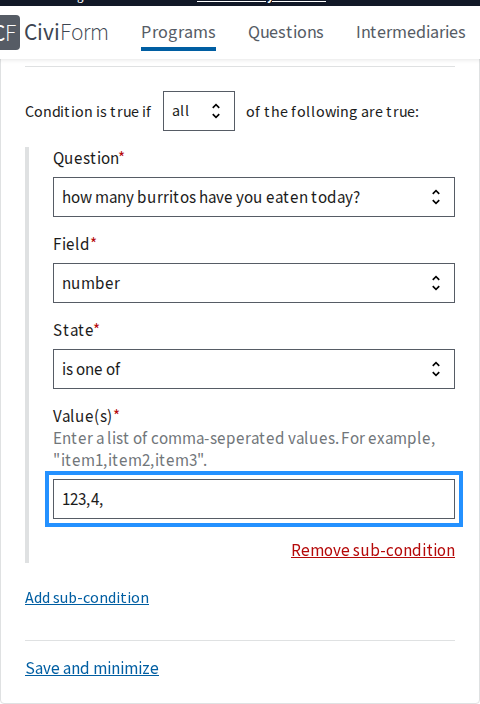 CF CiviForm Programs Questions Intermediaries
Condition is true if all of the following are true:
Question*
how many burritos have you eaten today?
Field*
number
State*
is one of
Value(s)*
Enter a list of comma-seperated values. For example,
"item1,item2,item3".
123,4,
Remove sub-condition
Add sub-condition
Save and minimize